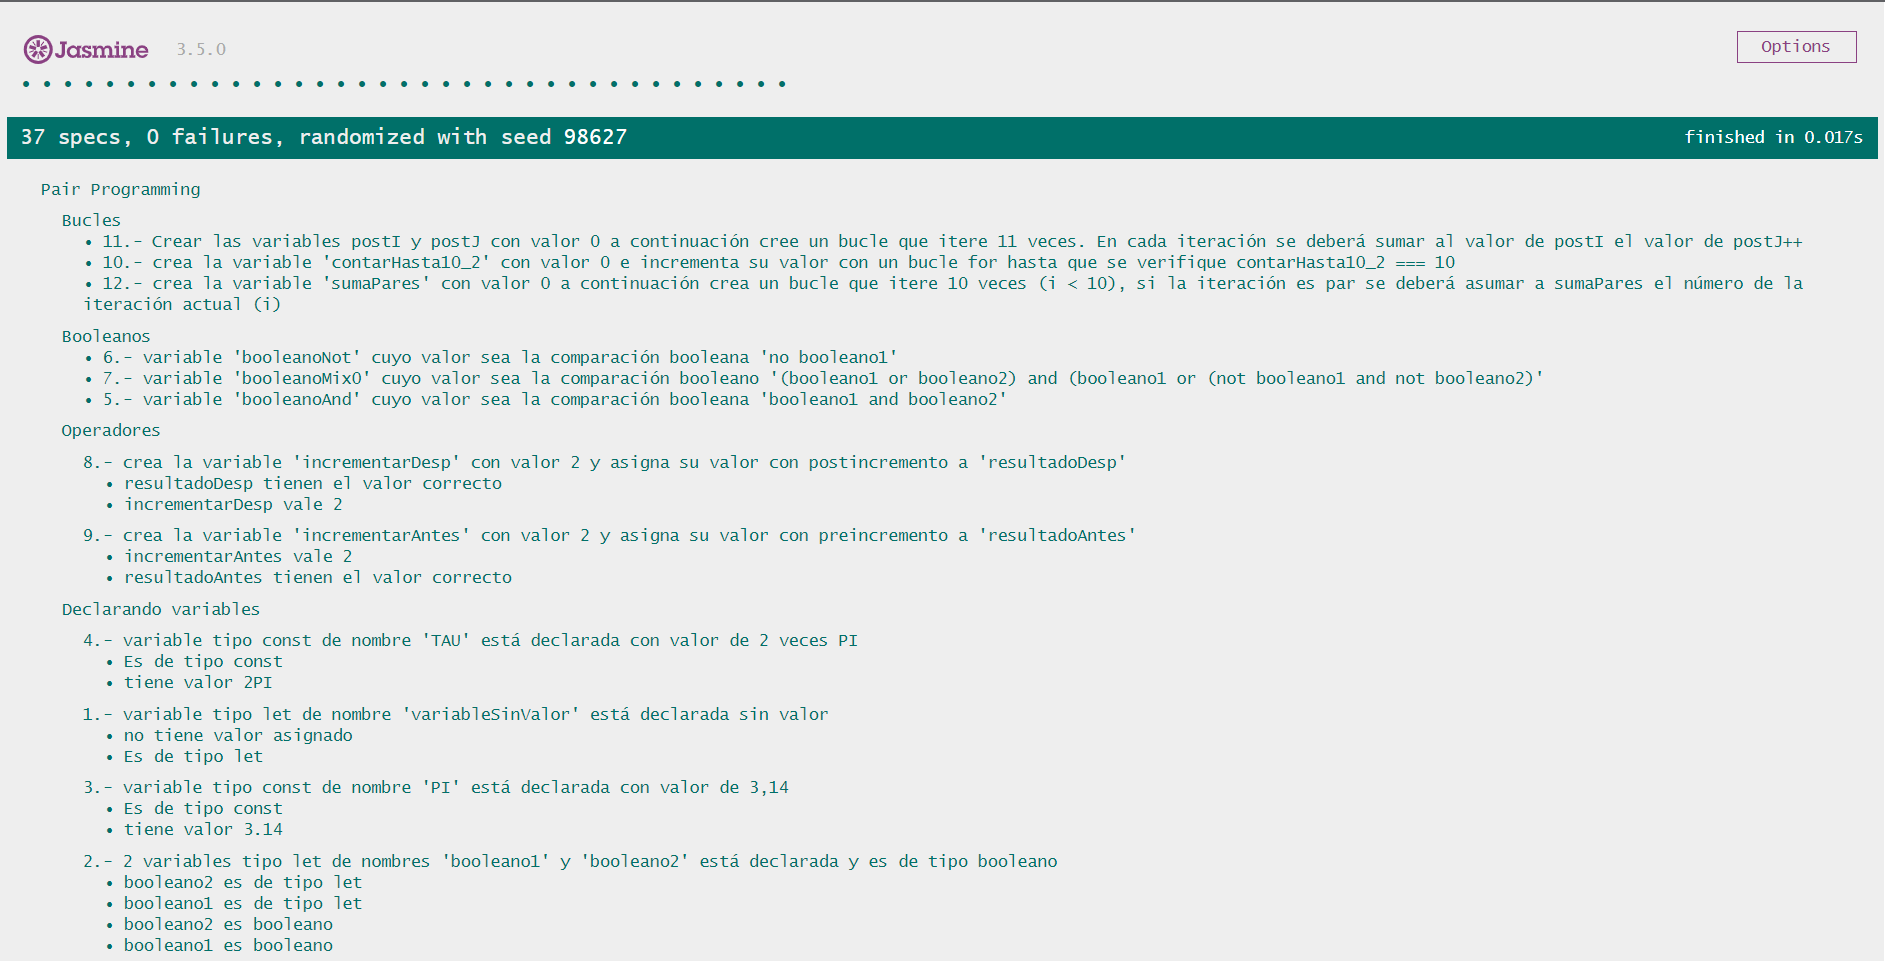 Jasmine 3.5.0
Options
37 specs, 0 failures, randomized with seed 98627
finished in 0.017s
Pair Programming
Bucles
• 11.- Crear las variables postI y postJ con valor 0 a continuación cree un bucle que itere 11 veces. En cada iteración se deberá sumar al valor de postI el valor de postJ++
• 10.- crea la variable 'contarHasta10_2' con valor 0 e incrementa su valor con un bucle for hasta que se verifique contarHasta10_2 === 10
• 12.- crea la variable 'sumaPares' con valor 0 a continuación crea un bucle que itere 10 veces (i < 10), si la iteración es par se deberá asumar a sumaPares el número de la
iteración actual (i)
Booleanos
• 6.- variable 'booleanoNot' cuyo valor sea la comparación booleana 'no booleano1'
• 7.- variable 'booleanoMix0' cuyo valor sea la comparación booleano '(booleano1 or booleano2) and (booleano1 or (not booleano1 and not booleano2)'
• 5.- variable 'booleanoAnd' cuyo valor sea la comparación booleana 'booleano1 and booleano2'
Operadores
8.- crea la variable 'incrementarDesp' con valor 2 y asigna su valor con postincremento a 'resultadoDesp'
• resultadoDesp tienen el valor correcto
• incrementarDesp vale 2
9.- crea la variable 'incrementarAntes' con valor 2 y asigna su valor con preincremento a 'resultadoAntes'
• incrementarAntes vale 2
• resultadoAntes tienen el valor correcto
Declarando variables
4.- variable tipo const de nombre 'TAU' está declarada con valor de 2 veces PI
• Es de tipo const
• tiene valor 2PI
1.- variable tipo let de nombre 'variableSinValor' está declarada sin valor
• no tiene valor asignado
• Es de tipo let
3.- variable tipo const de nombre 'PI' está declarada con valor de 3,14
• Es de tipo const
• tiene valor 3.14
2.- 2 variables tipo let de nombres 'booleano1' y 'booleano2' está declarada y es de tipo booleano
• booleano2 es de tipo let
• booleano1 es de tipo let
• booleano2 es booleano
• booleano1 es booleano